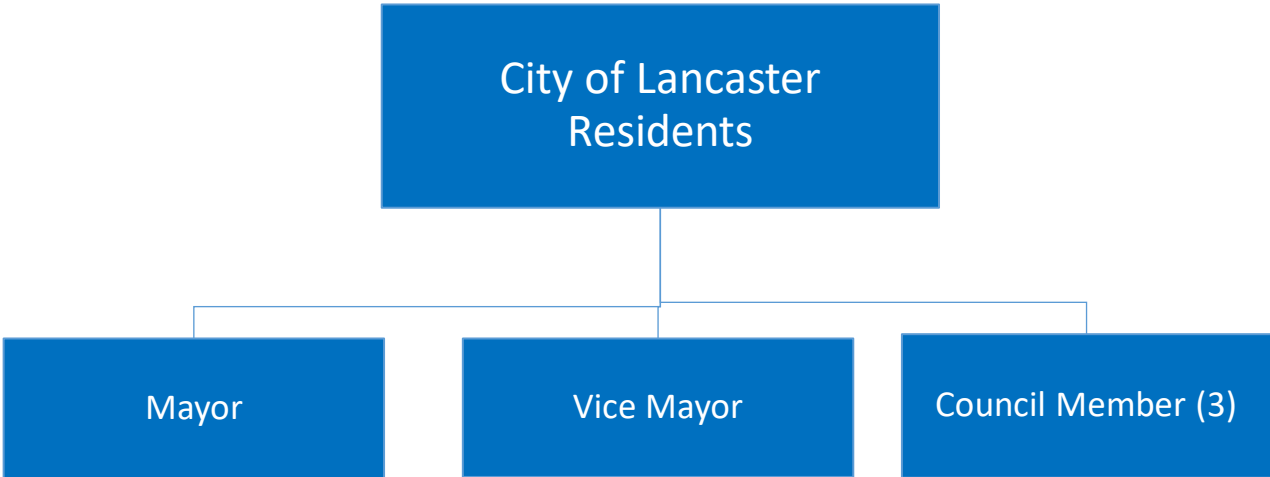 City of Lancaster
Residents
Mayor
Vice Mayor
Council Member (3)